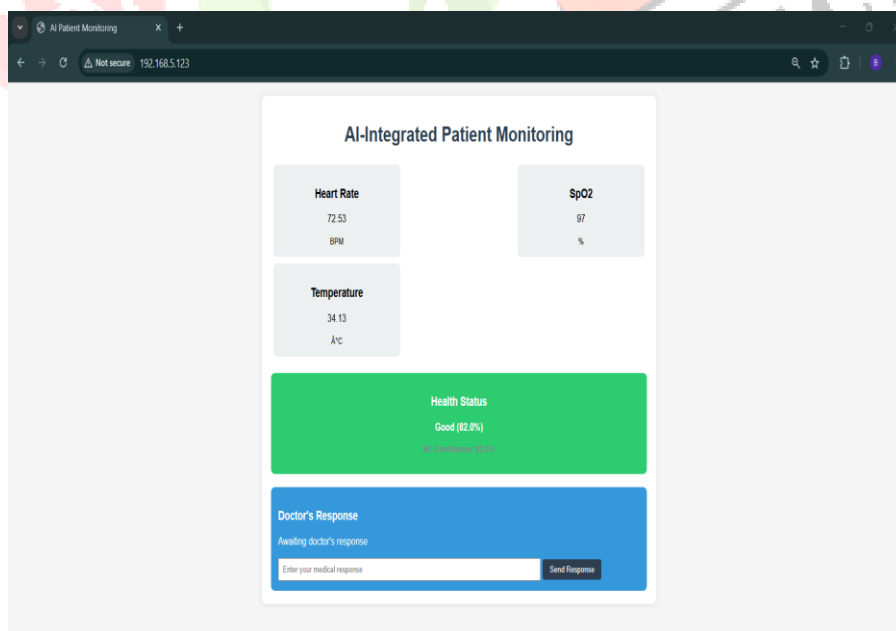 AI Patient Monitoring
Not secure 192.168.5.123
B
AI-Integrated Patient Monitoring
Heart Rate
72.53
BPM
SpO2
97
%
Temperature
34.13
Â°C
Health Status
Good (82.0%)
ML Confidence:
Doctor's Response
Awaiting doctor's response
Enter your medical response
Send Response